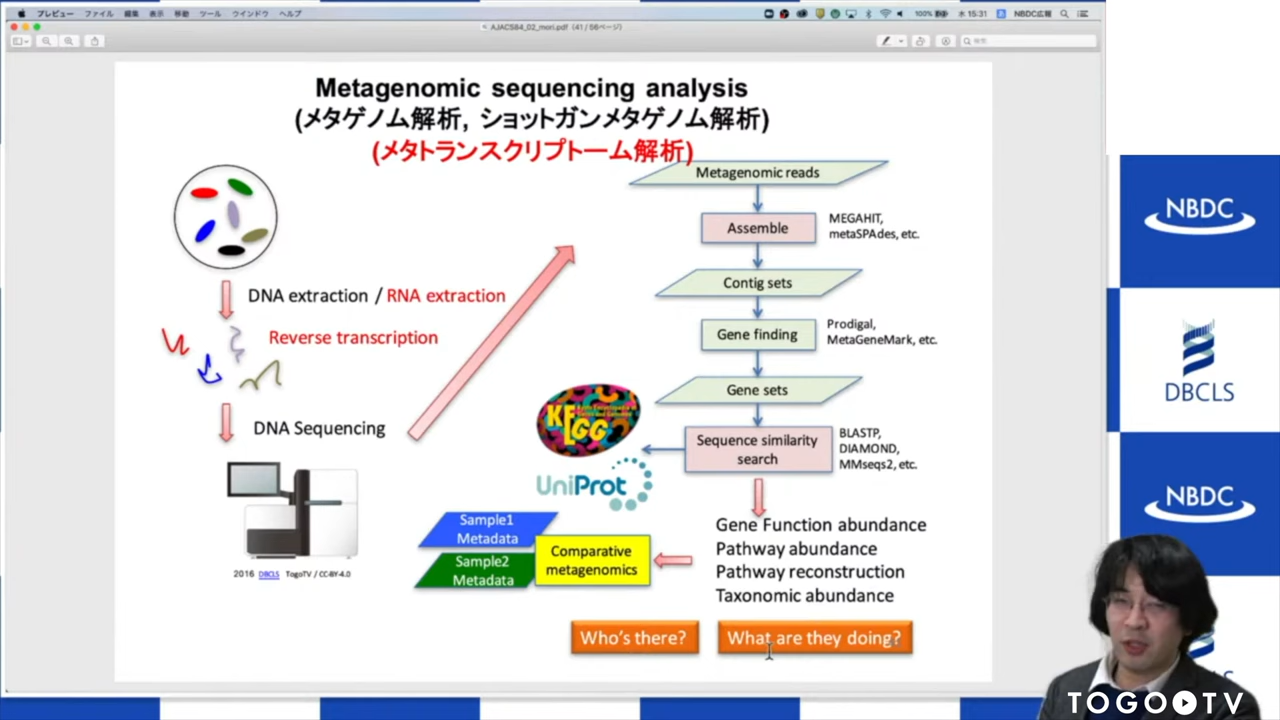 プレビュー ファイル 編集 表示 移動 ツール ウインドウ ヘルプ
100% 水 15:31 NBDC広報
AJACS84_02_mori.pdf（41 / 56ページ）
検索
Metagenomic sequencing analysis
(メタゲノム解析, ショットガンメタゲノム解析)
(メタトランスクリプトーム解析)
DNA extraction / RNA extraction
Reverse transcription
DNA Sequencing
2016 DBCLS TogoTV / CC-BY-4.0
Metagenomic reads
Assemble
MEGAHIT,
metaSPAdes, etc.
Contig sets
Gene finding
Prodigal,
MetaGeneMark, etc.
Gene sets
Sequence similarity
search
BLASTP,
DIAMOND,
MMseqs2, etc.
KEGG
UniProt
Gene Function abundance
Pathway abundance
Pathway reconstruction
Taxonomic abundance
Sample1
Metadata
Sample2
Metadata
Comparative
metagenomics
Who's there?
What are they doing?
NBDC
DBCLS
NBDC
TOGO TV